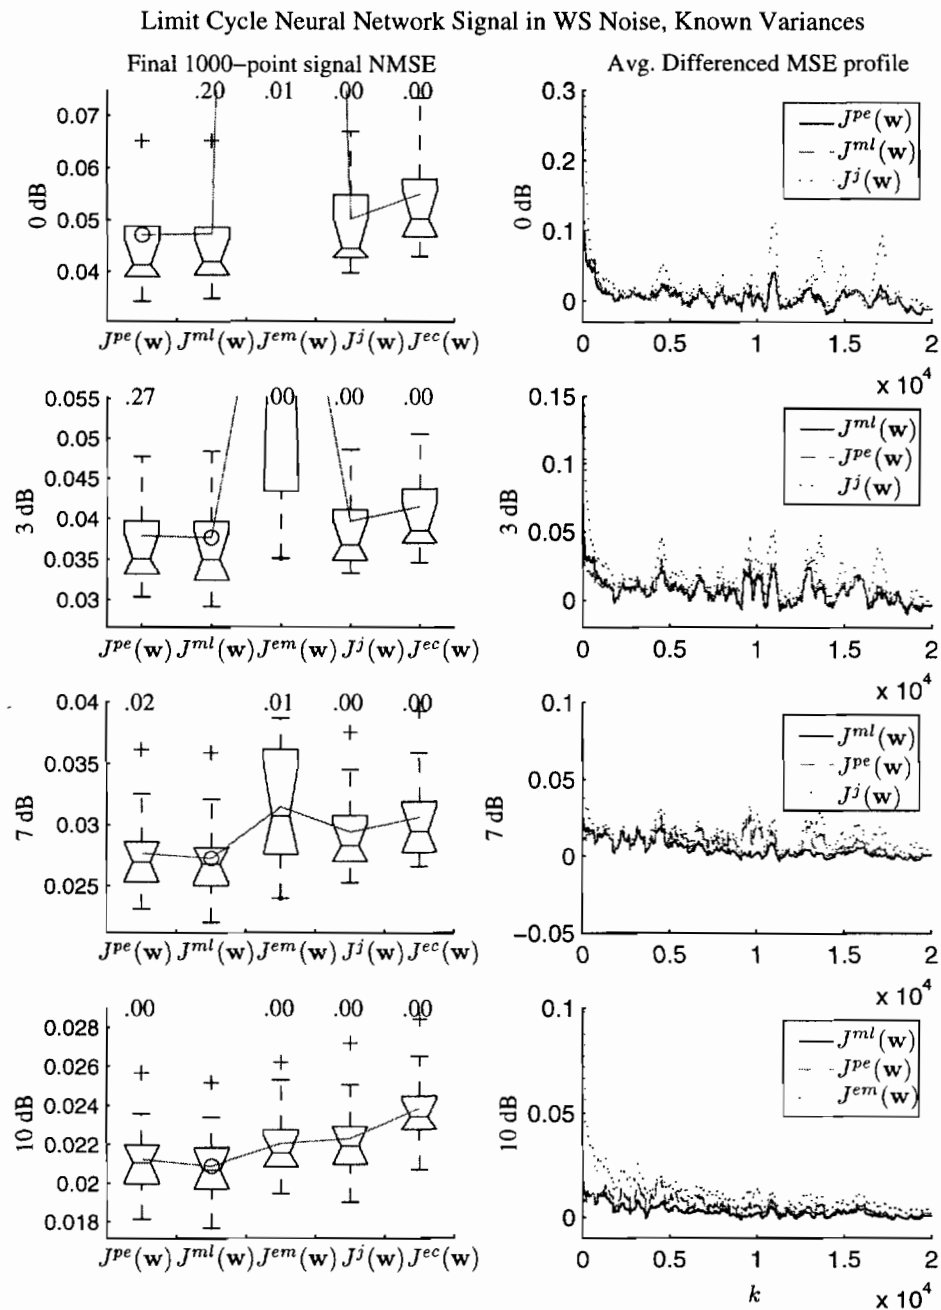 Limit Cycle Neural Network Signal in WS Noise, Known Variances
Final 1000−point signal NMSE
.20 .01 .00 .00
0.07
0.06
0.05
0.04
0 dB
J^pe(w) J^ml(w) J^em(w) J^j(w) J^ec(w)
Avg. Differenced MSE profile
0.3
0.2
0.1
0
0 dB
J^pe(w)
J^ml(w)
J^j(w)
0 0.5 1 1.5 2
x 10^4
.27 .00 .00 .00
0.055
0.05
0.045
0.04
0.035
0.03
3 dB
J^pe(w) J^ml(w) J^em(w) J^j(w) J^ec(w)
0.15
0.1
0.05
0
3 dB
J^ml(w)
J^pe(w)
J^j(w)
0 0.5 1 1.5 2
x 10^4
.02 .01 .00 .00
0.04
0.035
0.03
0.025
7 dB
J^pe(w) J^ml(w) J^em(w) J^j(w) J^ec(w)
0.1
0.05
0
−0.05
7 dB
J^ml(w)
J^pe(w)
J^j(w)
0 0.5 1 1.5 2
x 10^4
.00 .00 .00 .00
0.028
0.026
0.024
0.022
0.02
0.018
10 dB
J^pe(w) J^ml(w) J^em(w) J^j(w) J^ec(w)
0.1
0.05
0
10 dB
J^ml(w)
J^pe(w)
J^em(w)
0 0.5 1 1.5 2
k
x 10^4